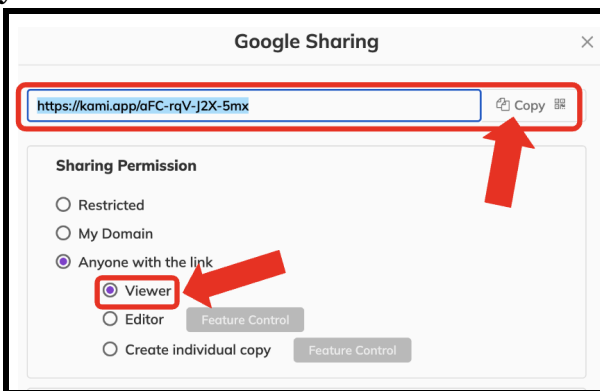 Google Sharing
https://kami.app/aFC-rqV-J2X-5mx
Copy
Sharing Permission
Restricted
My Domain
Anyone with the link
Viewer
Editor Feature Control
Create individual copy Feature Control